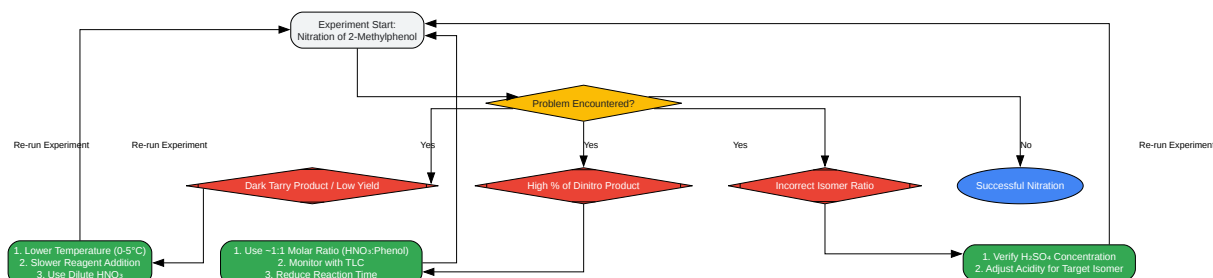 Experiment Start:
Nitration of 2-Methylphenol
Problem Encountered?
Re-run Experiment
Re-run Experiment
Yes
Yes
Yes
No
Re-run Experiment
Dark Tarry Product / Low Yield
High % of Dinitro Product
Incorrect Isomer Ratio
Successful Nitration
1. Lower Temperature (0-5°C)
2. Slower Reagent Addition
3. Use Dilute HNO₃
1. Use ~1:1 Molar Ratio (HNO₃:Phenol)
2. Monitor with TLC
3. Reduce Reaction Time
1. Verify H₂SO₄ Concentration
2. Adjust Acidity for Target Isomer